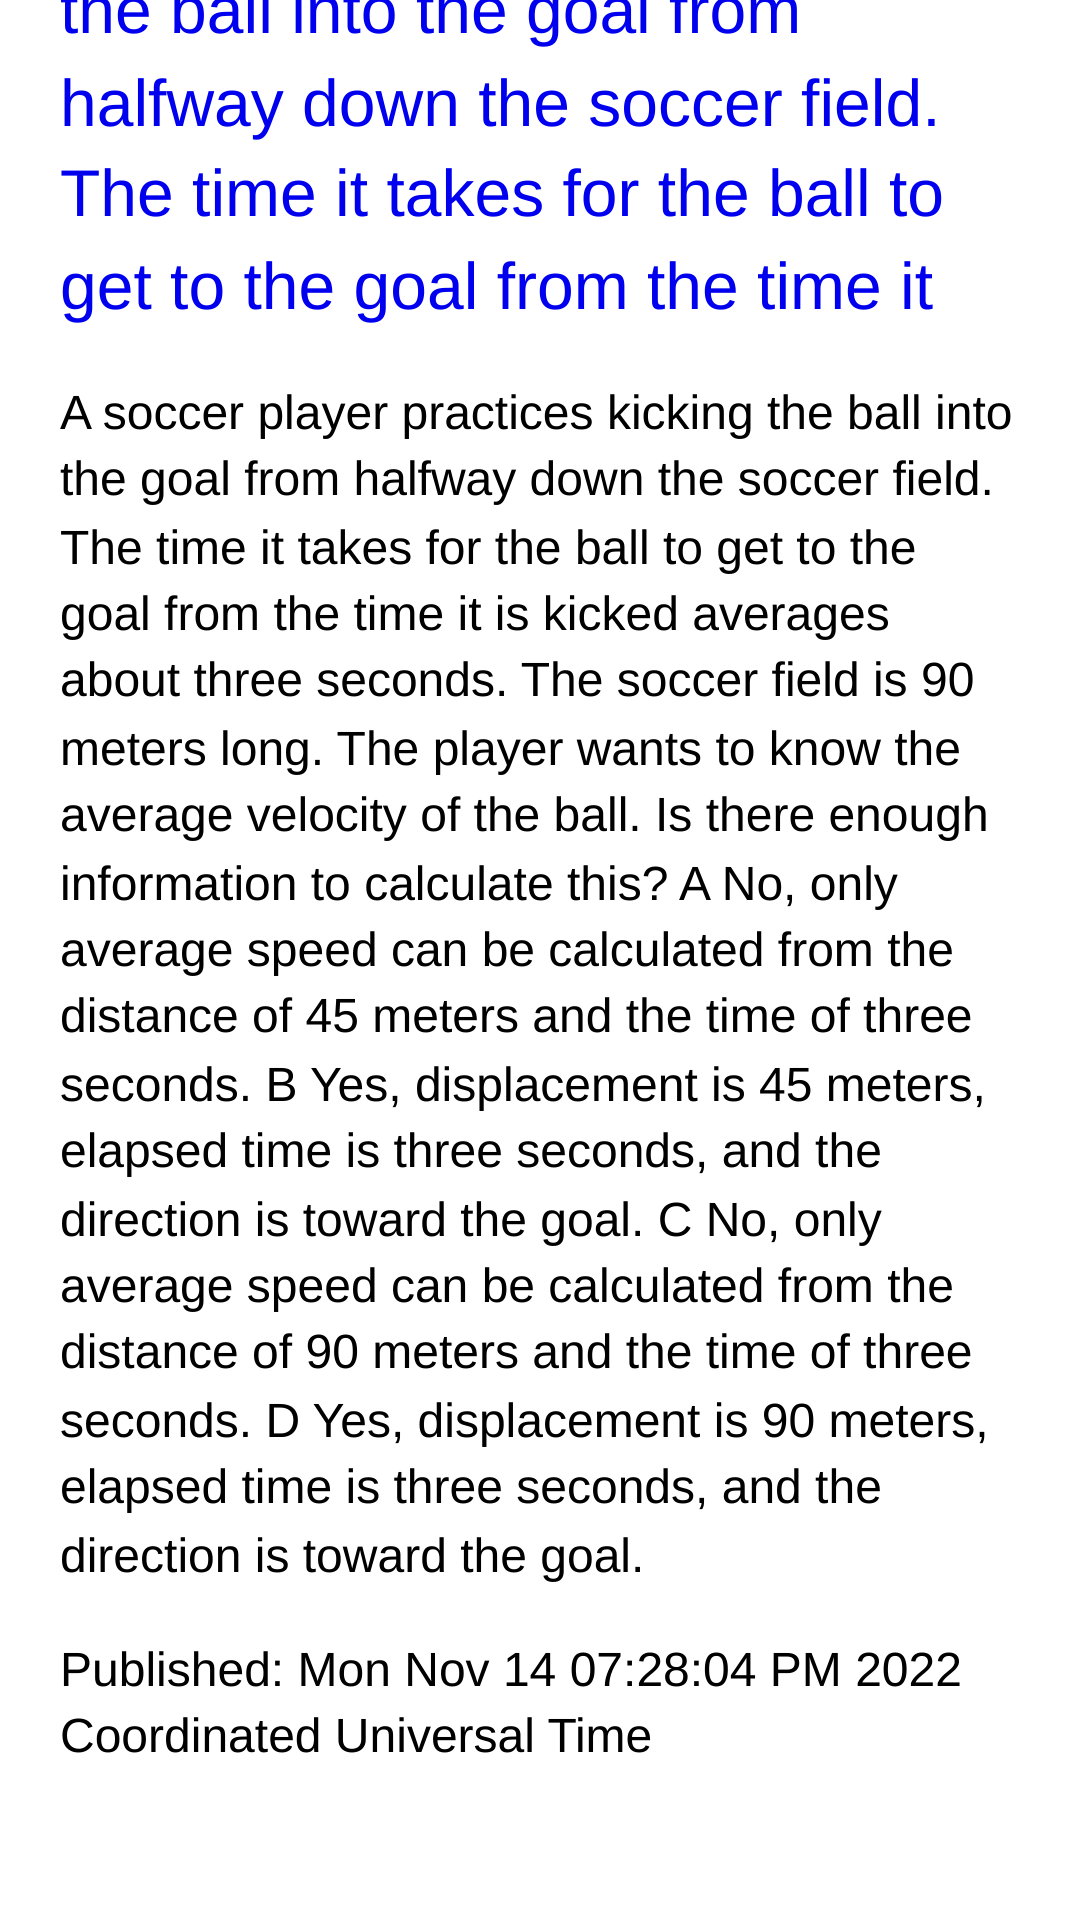 the ball into the goal from
halfway down the soccer field.
The time it takes for the ball to
get to the goal from the time it
A soccer player practices kicking the ball into
the goal from halfway down the soccer field.
The time it takes for the ball to get to the
goal from the time it is kicked averages
about three seconds. The soccer field is 90
meters long. The player wants to know the
average velocity of the ball. Is there enough
information to calculate this? A No, only
average speed can be calculated from the
distance of 45 meters and the time of three
seconds. B Yes, displacement is 45 meters,
elapsed time is three seconds, and the
direction is toward the goal. C No, only
average speed can be calculated from the
distance of 90 meters and the time of three
seconds. D Yes, displacement is 90 meters,
elapsed time is three seconds, and the
direction is toward the goal.
Published: Mon Nov 14 07:28:04 PM 2022
Coordinated Universal Time